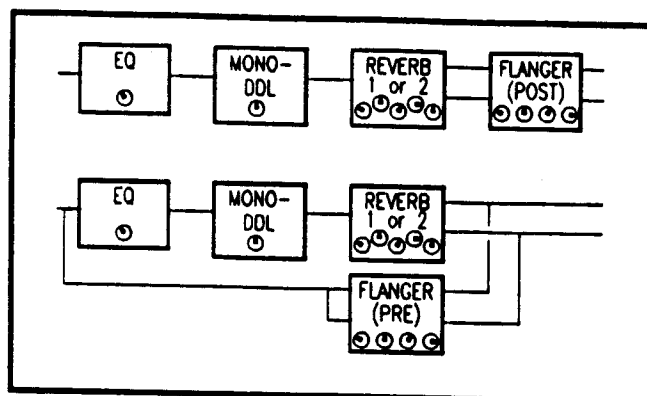 EQ
MONO-
DDL
REVERB
1 or 2
FLANGER
(POST)
EQ
MONO-
DDL
REVERB
1 or 2
FLANGER
(PRE)